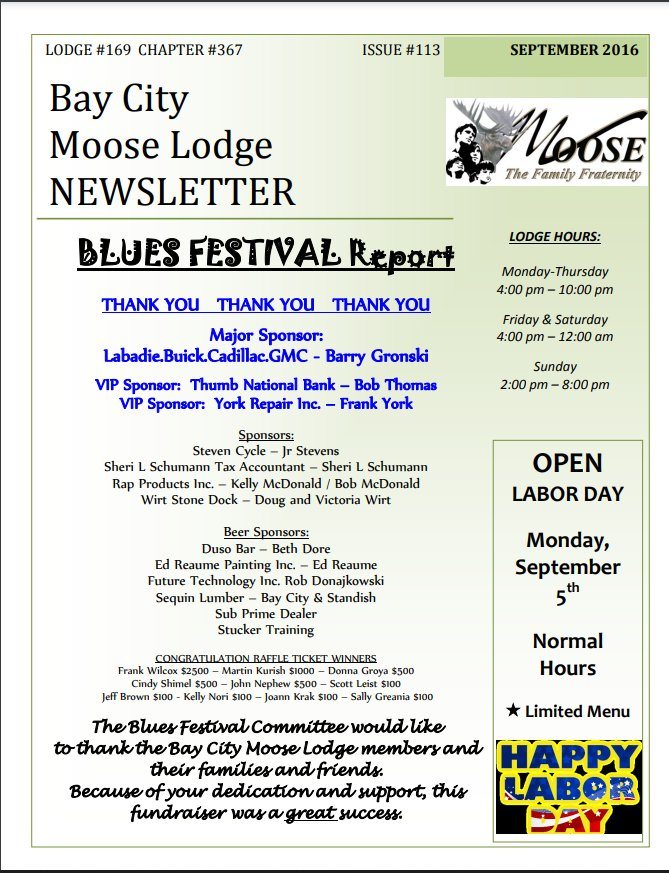 LODGE #169 CHAPTER #367 ISSUE #113 SEPTEMBER 2016
Bay City
Moose Lodge
NEWSLETTER
MOOSE
The Family Fraternity
BLUES FESTIVAL Report
THANK YOU THANK YOU THANK YOU
Major Sponsor:
Labadie.Buick.Cadillac.GMC - Barry Gronski
VIP Sponsor: Thumb National Bank – Bob Thomas
VIP Sponsor: York Repair Inc. – Frank York
Sponsors:
Steven Cycle – Jr Stevens
Sheri L Schumann Tax Accountant – Sheri L Schumann
Rap Products Inc. – Kelly McDonald / Bob McDonald
Wirt Stone Dock – Doug and Victoria Wirt
Beer Sponsors:
Duso Bar – Beth Dore
Ed Reaume Painting Inc. – Ed Reaume
Future Technology Inc. Rob Donajkowski
Sequin Lumber – Bay City & Standish
Sub Prime Dealer
Stucker Training
CONGRATULATION RAFFLE TICKET WINNERS
Frank Wilcox $2500 – Martin Kurish $1000 – Donna Groya $500
Cindy Shimel $500 – John Nephew $500 – Scott Leist $100
Jeff Brown $100 - Kelly Nori $100 – Joann Krak $100 – Sally Greania $100
The Blues Festival Committee would like
to thank the Bay City Moose Lodge members and
their families and friends.
Because of your dedication and support, this
fundraiser was a great success.
LODGE HOURS:
Monday-Thursday
4:00 pm – 10:00 pm
Friday & Saturday
4:00 pm – 12:00 am
Sunday
2:00 pm – 8:00 pm
OPEN
LABOR DAY
Monday,
September
5th
Normal
Hours
★ Limited Menu
HAPPY
LABOR
DAY